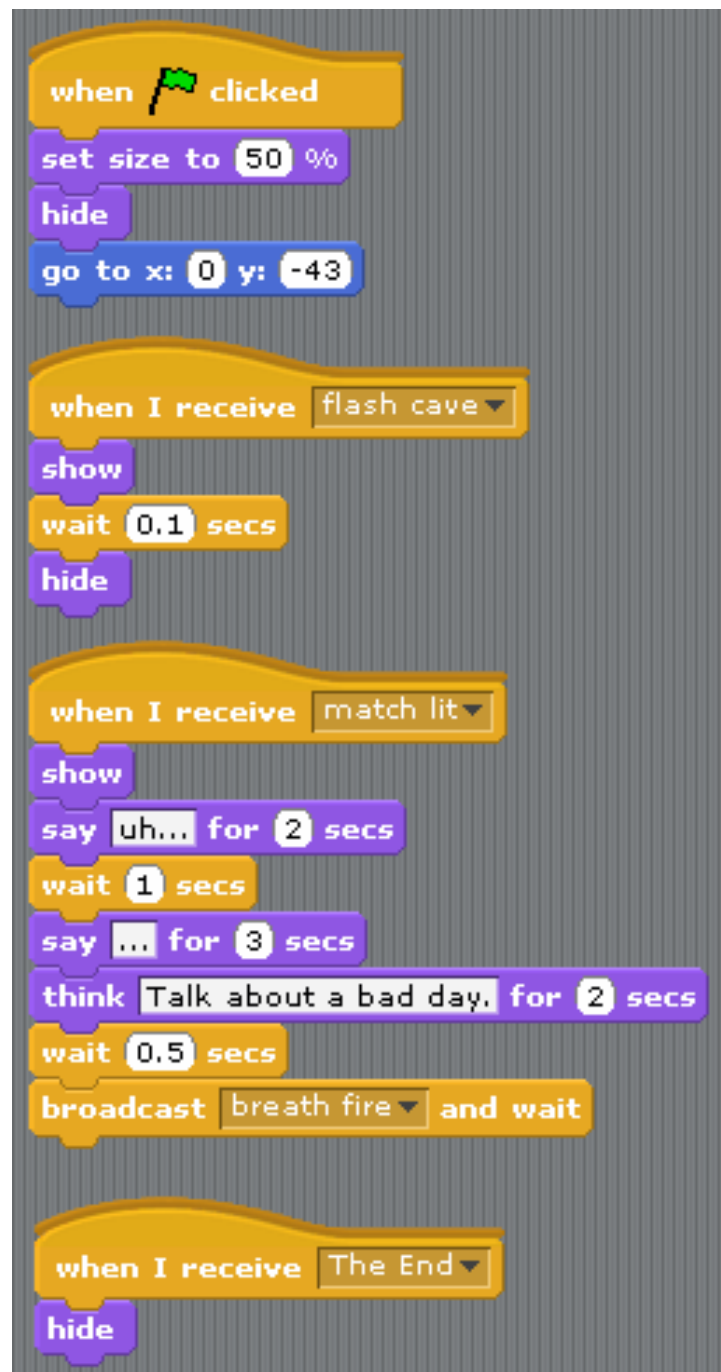 when clicked
set size to 50 %
hide
go to x: 0 y: -43
when I receive flash cave
show
wait 0.1 secs
hide
when I receive match lit
show
say uh... for 2 secs
wait 1 secs
say ... for 3 secs
think Talk about a bad day. for 2 secs
wait 0.5 secs
broadcast breath fire and wait
when I receive The End
hide